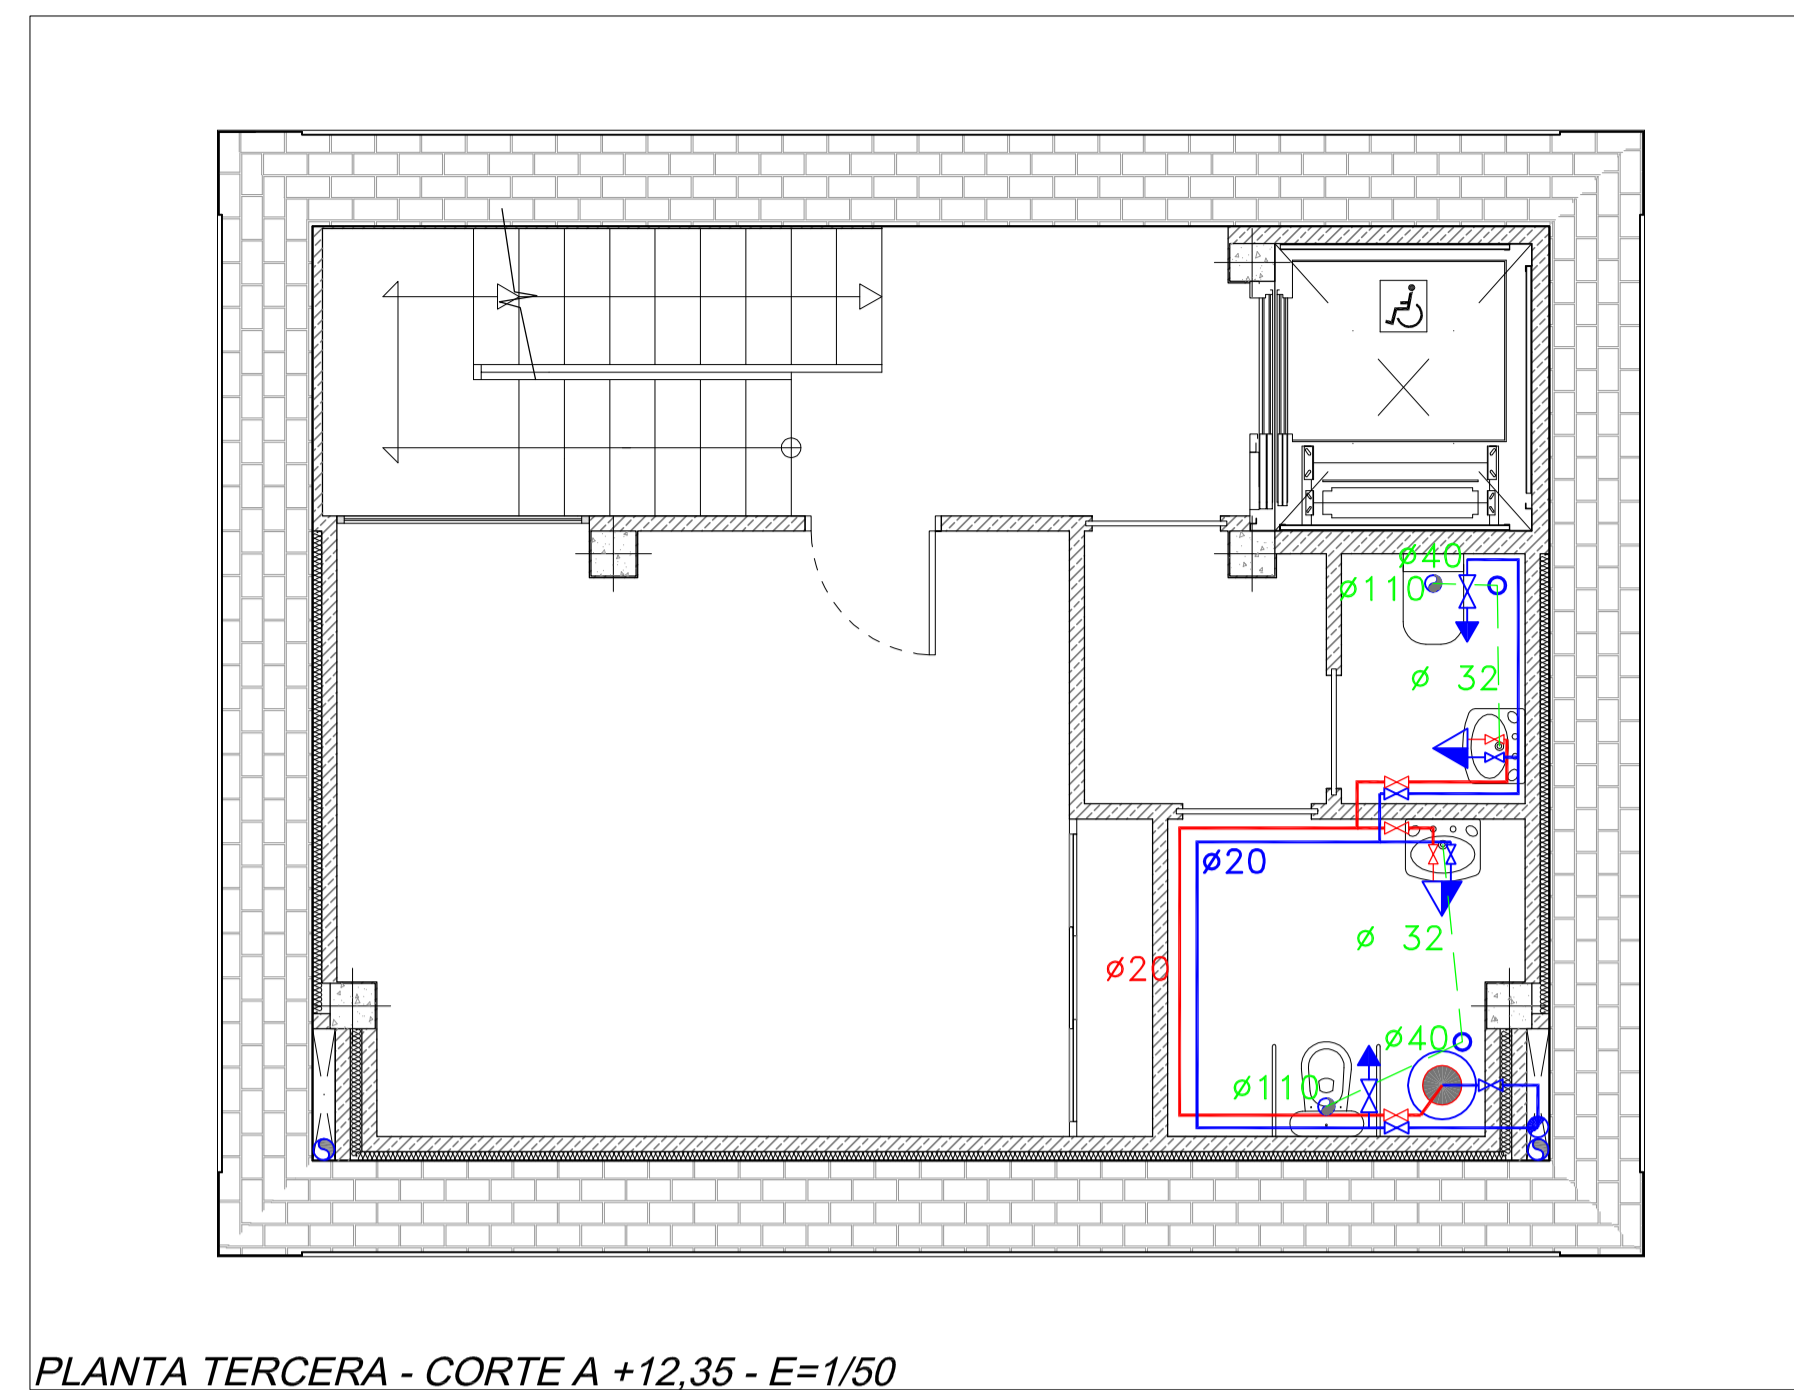 ø40
ø110
ø 32
ø20
ø 32
ø20
ø40
ø110
S
S
PLANTA TERCERA - CORTE A +12,35 - E=1/50